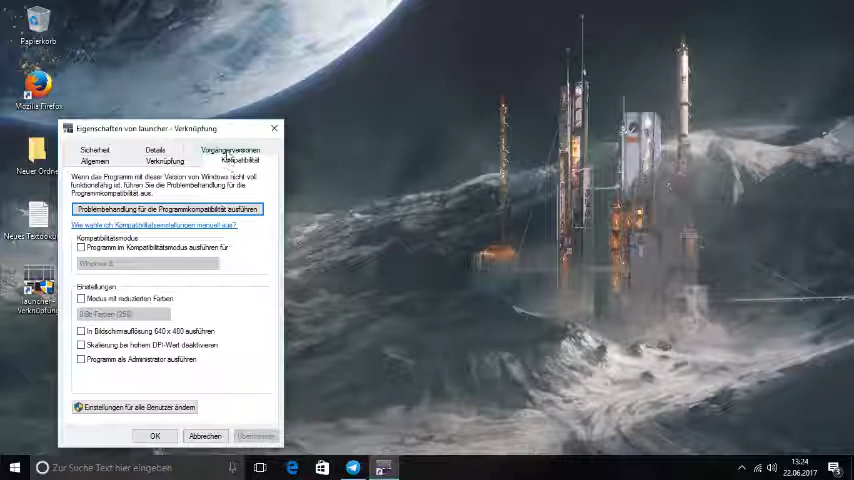 Papierkorb
Mozilla Firefox
Neuer Ordne
Neues Textdoku
launcher -
Verknüpfung
Eigenschaften von launcher - Verknüpfung
Sicherheit Details Vorgängerversionen
Allgemein Verknüpfung Kompatibilität
Wenn das Programm mit dieser Version von Windows nicht voll
funktionsfähig ist, führen Sie die Problembehandlung für die
Programmkompatibilität aus.
Problembehandlung für die Programmkompatibilität ausführen
Wie wähle ich Kompatibilitätseinstellungen manuell aus?
Kompatibilitätsmodus
Programm im Kompatibilitätsmodus ausführen für
Windows 8
Einstellungen
Modus mit reduzierten Farben
8-Bit-Farben (256)
In Bildschirmauflösung 640 x 480 ausführen
Skalierung bei hohem DPI-Wert deaktivieren
Programm als Administrator ausführen
Einstellungen für alle Benutzer ändern
OK Abbrechen Übernehmen
Zur Suche Text hier eingeben
13:24
22.06.2017
3